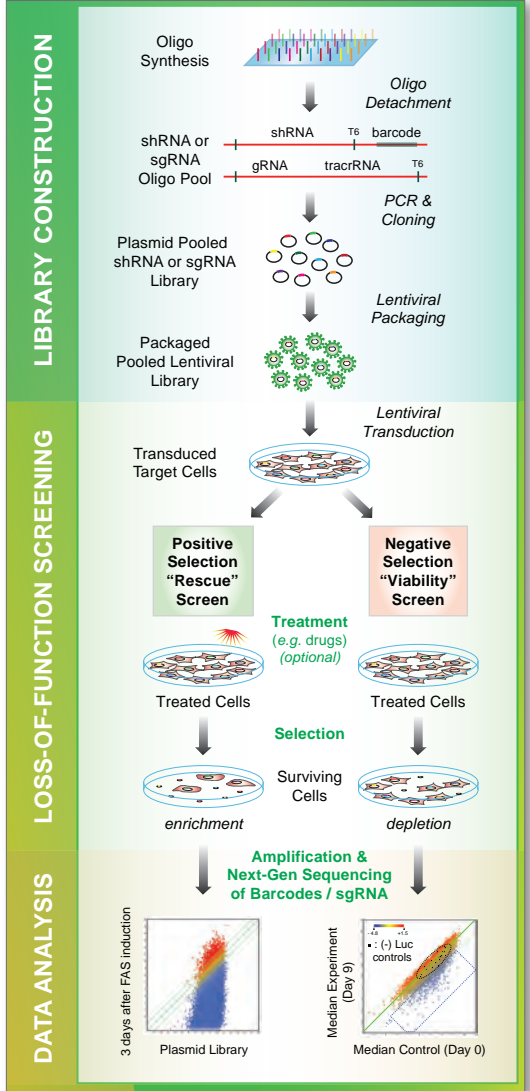 LIBRARY CONSTRUCTION
Oligo
Synthesis
Oligo
Detachment
shRNA or
sgRNA
Oligo Pool
shRNA
T6
barcode
gRNA
tracrRNA
T6
PCR &
Cloning
Plasmid Pooled
shRNA or sgRNA
Library
Lentiviral
Packaging
Packaged
Pooled Lentiviral
Library
LOSS-OF-FUNCTION SCREENING
Lentiviral
Transduction
Transduced
Target Cells
Positive
Selection
“Rescue”
Screen
Negative
Selection
“Viability”
Screen
Treatment
(e.g. drugs)
(optional)
Treated Cells
Treated Cells
Selection
Surviving
Cells
enrichment
depletion
DATA ANALYSIS
Amplification &
Next-Gen Sequencing
of Barcodes / sgRNA
3 days after FAS induction
Plasmid Library
-4.8
+1.5
: (-) Luc
controls
Median Experiment
(Day 9)
Median Control (Day 0)